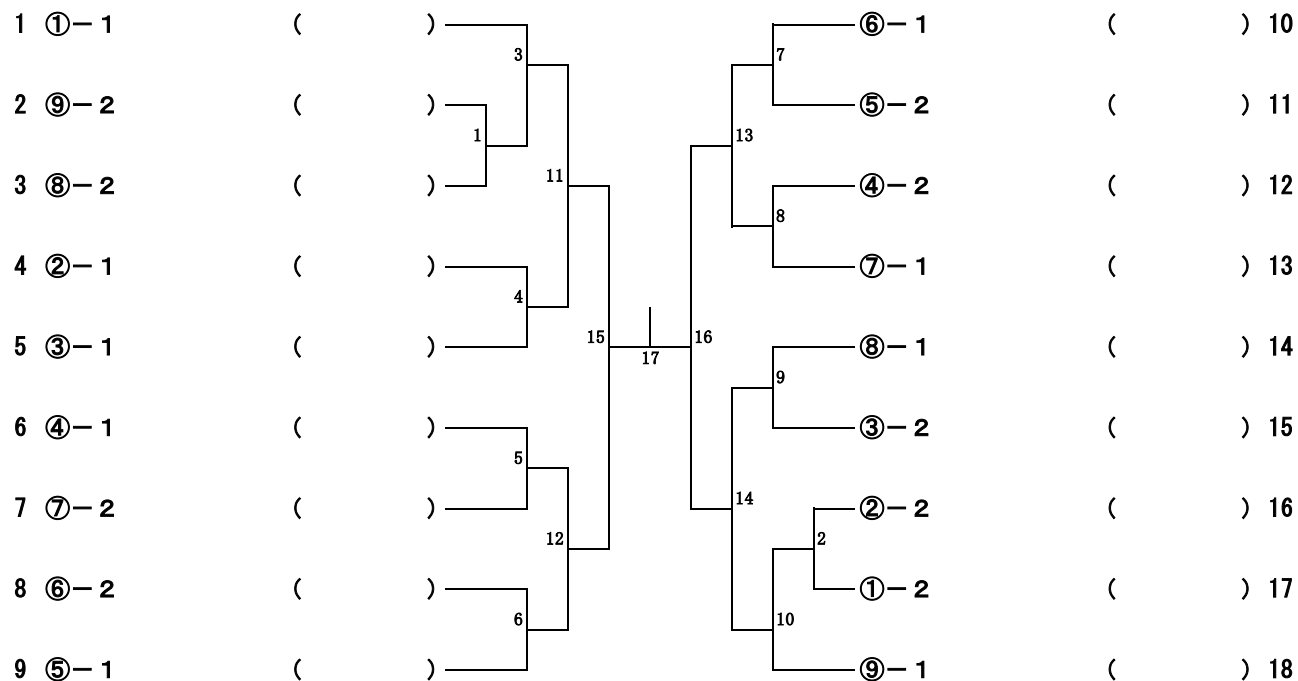 1 ①－1 （ ） ⑥－1 （ ） 10
3 7
2 ⑨－2 （ ） ⑤－2 （ ） 11
1 13
3 ⑧－2 （ ） ④－2 （ ） 12
11 8
4 ②－1 （ ） ⑦－1 （ ） 13
4
5 ③－1 （ ） 15 17 16 ⑧－1 （ ） 14
9
6 ④－1 （ ） ③－2 （ ） 15
5
7 ⑦－2 （ ） 14 ②－2 （ ） 16
12 2
8 ⑥－2 （ ） ①－2 （ ） 17
6 10
9 ⑤－1 （ ） ⑨－1 （ ） 18